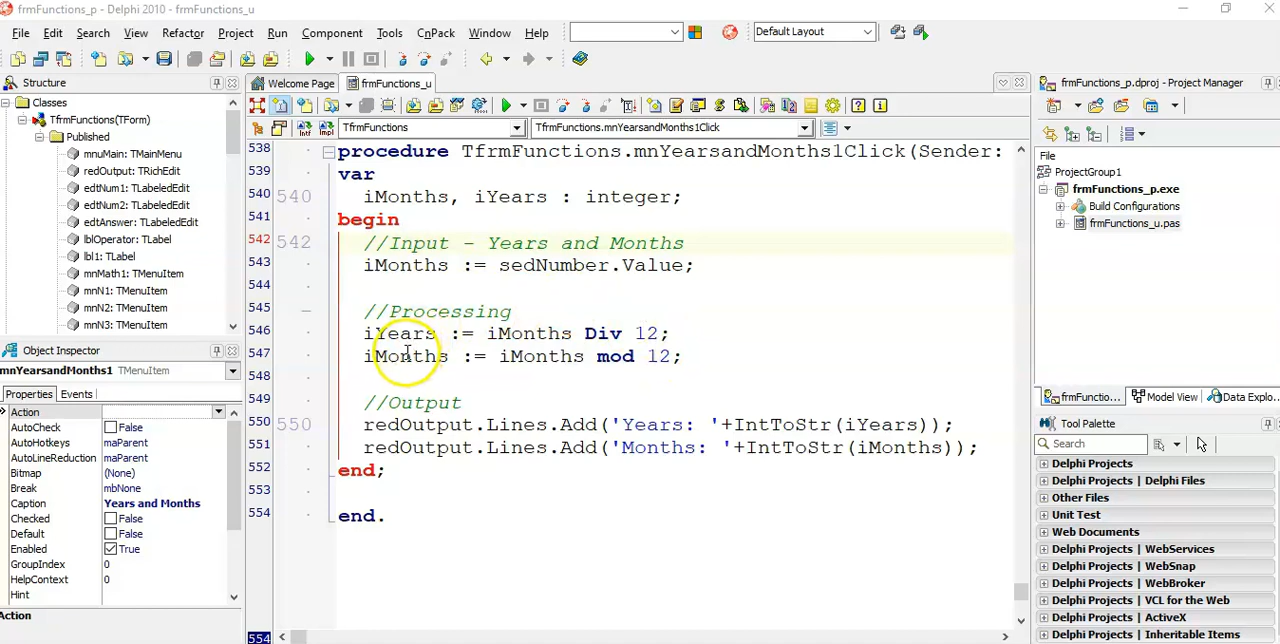 frmFunctions_p - Delphi 2010 - frmFunctions_u
File Edit Search View Refactor Project Run Component Tools CnPack Window Help
Default Layout
Structure
Classes
TfrmFunctions(TForm)
Published
mnuMain: TMainMenu
redOutput: TRichEdit
edtNum1: TLabeledEdit
edtNum2: TLabeledEdit
edtAnswer: TLabeledEdit
lblOperator: TLabel
lbl1: TLabel
mnMath1: TMenuItem
mnN1: TMenuItem
mnN2: TMenuItem
mnN3: TMenuItem
Object Inspector
mnYearsandMonths1 TMenuItem
Properties Events
Action
AutoCheck False
AutoHotkeys maParent
AutoLineReduction maParent
Bitmap (None)
Break mbNone
Caption Years and Months
Checked False
Default False
Enabled True
GroupIndex 0
HelpContext 0
Hint
Action
Welcome Page frmFunctions_u
TfrmFunctions TfrmFunctions.mnYearsandMonths1Click
538 procedure TfrmFunctions.mnYearsandMonths1Click(Sender:
539 var
540 540 iMonths, iYears : integer;
541 begin
542 542 //Input - Years and Months
543 iMonths := sedNumber.Value;
544
545 //Processing
546 iYears := iMonths Div 12;
547 iMonths := iMonths mod 12;
548
549 //Output
550 550 redOutput.Lines.Add('Years: '+IntToStr(iYears));
551 redOutput.Lines.Add('Months: '+IntToStr(iMonths));
552 end;
553
554 end.
554
frmFunctions_p.dproj - Project Manager
File
ProjectGroup1
frmFunctions_p.exe
Build Configurations
frmFunctions_u.pas
frmFunctio... Model View Data Explo...
Tool Palette
Search
Delphi Projects
Delphi Projects | Delphi Files
Other Files
Unit Test
Web Documents
Delphi Projects | WebServices
Delphi Projects | WebSnap
Delphi Projects | WebBroker
VCL for the Web
Delphi Projects | ActiveX
Delphi Projects | Inheritable Items